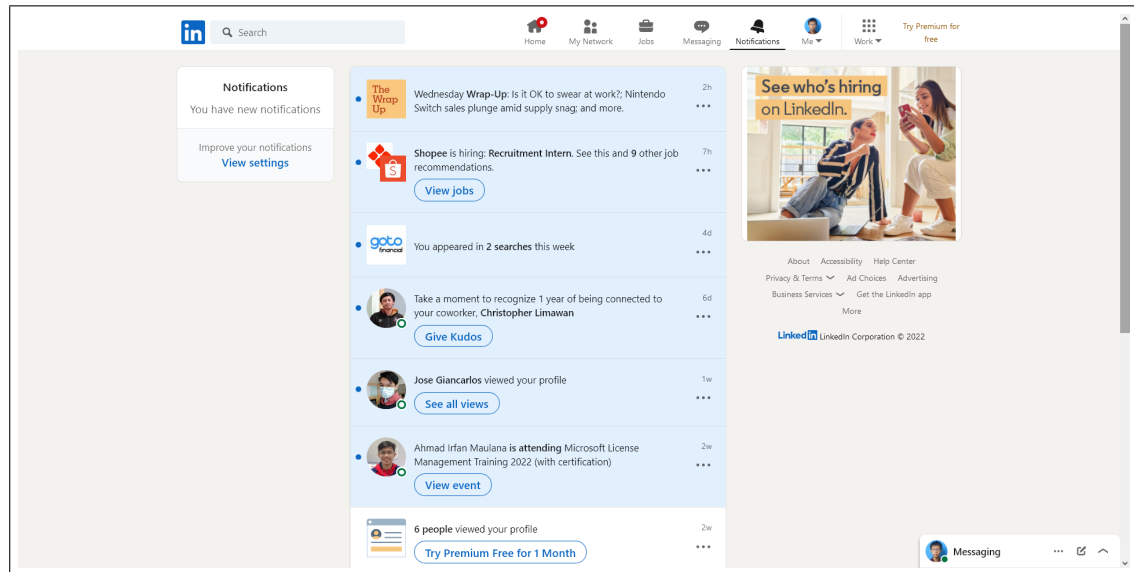 in
Search
Home
My Network
Jobs
Messaging
Notifications
Me
Work
Try Premium for
free
Notifications
You have new notifications
Improve your notifications
View settings
The
Wrap
Up
Wednesday Wrap-Up: Is it OK to swear at work?; Nintendo
Switch sales plunge amid supply snag; and more.
2h
S
Shopee is hiring: Recruitment Intern. See this and 9 other job
recommendations.
7h
View jobs
goto
financial
You appeared in 2 searches this week
4d
Take a moment to recognize 1 year of being connected to
your coworker, Christopher Limawan
6d
Give Kudos
Jose Giancarlos viewed your profile
1w
See all views
Ahmad Irfan Maulana is attending Microsoft License
Management Training 2022 (with certification)
2w
View event
6 people viewed your profile
2w
Try Premium Free for 1 Month
See who's hiring
on LinkedIn.
About Accessibility Help Center
Privacy & Terms Ad Choices Advertising
Business Services Get the LinkedIn app
More
LinkedIn LinkedIn Corporation © 2022
Messaging